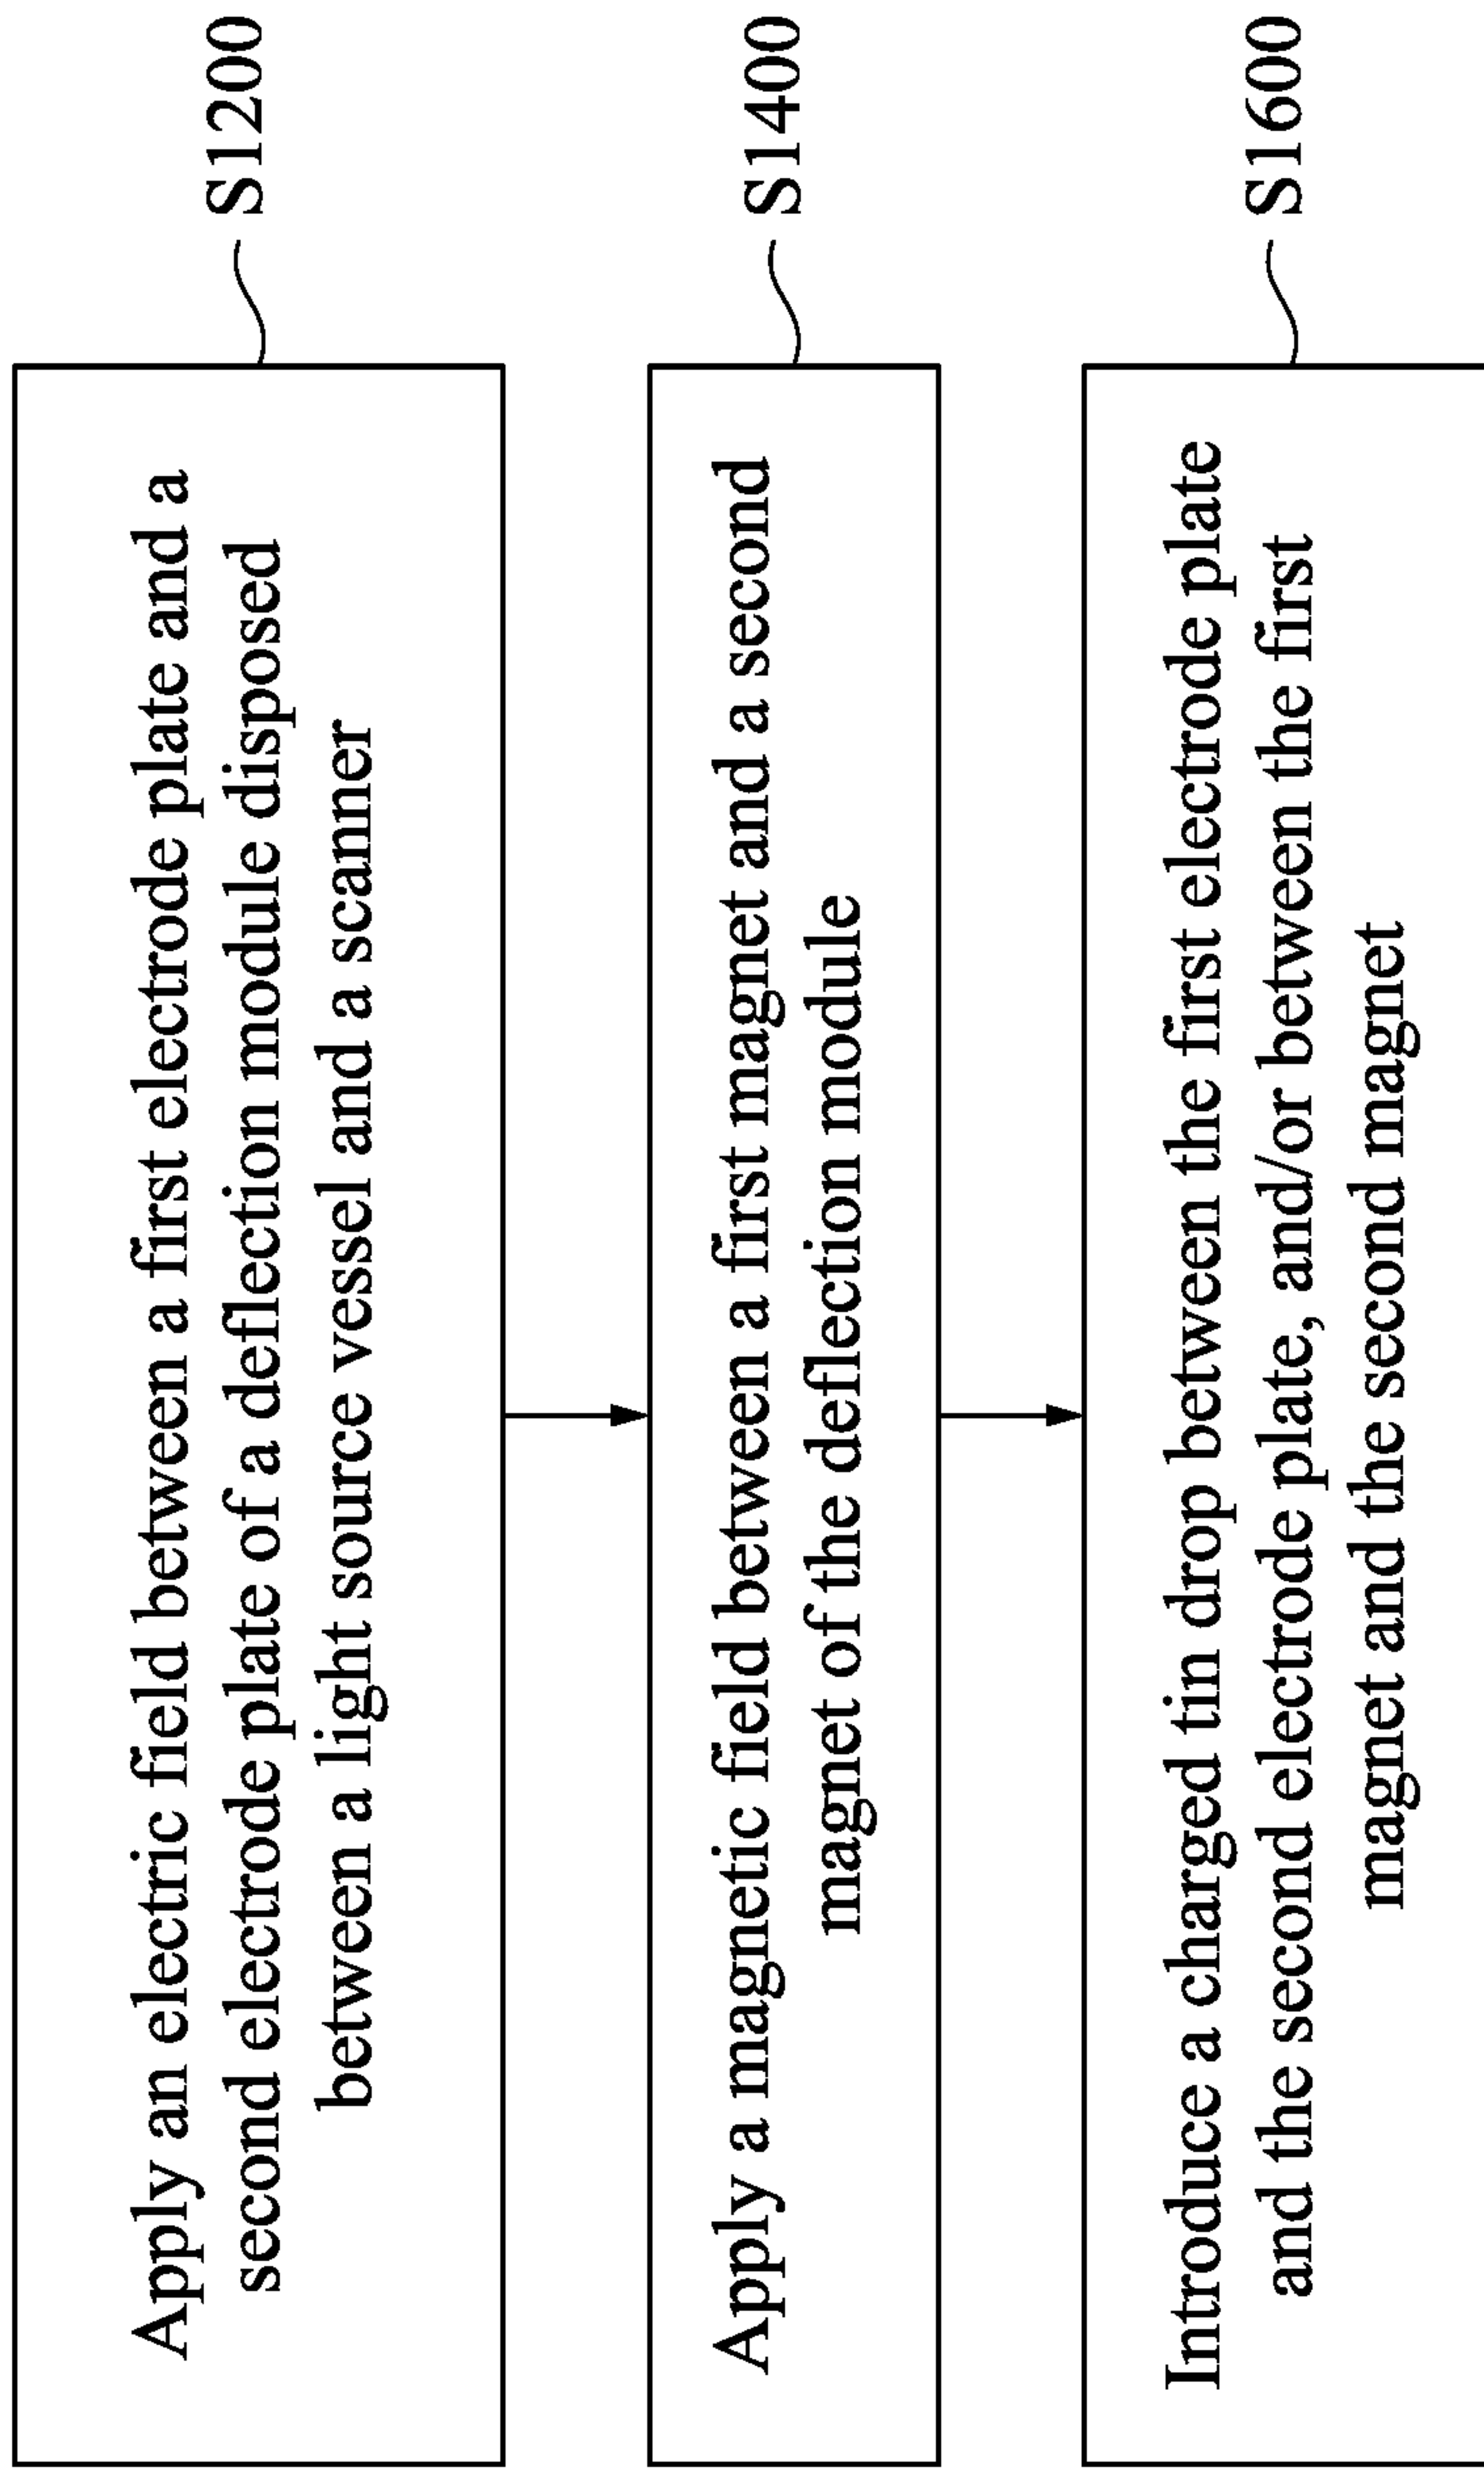 Apply an electric field between a first electrode plate and a
second electrode plate of a deflection module disposed
between a light source vessel and a scanner
S1200
Apply a magnetic field between a first magnet and a second
magnet of the deflection module
S1400
Introduce a charged tin drop between the first electrode plate
and the second electrode plate, and/or between the first
magnet and the second magnet
S1600